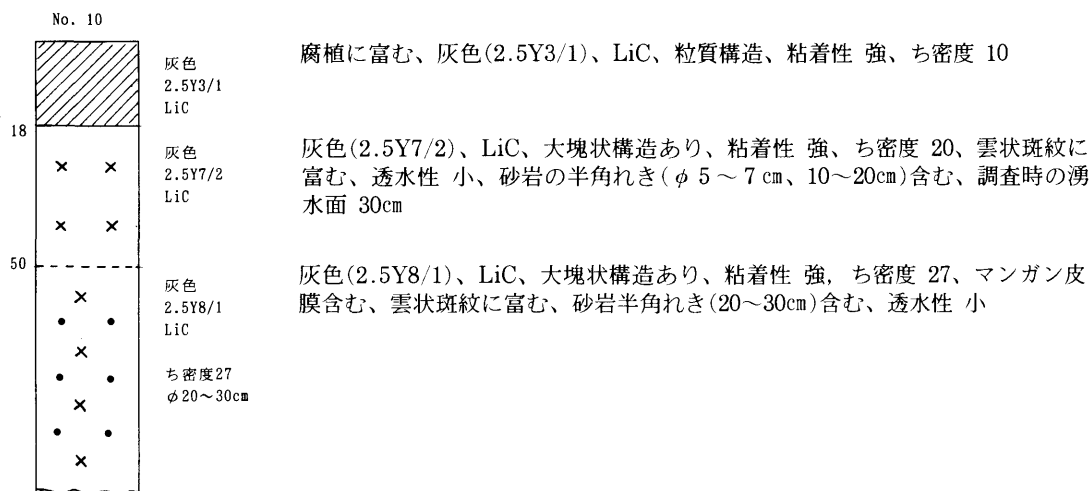 No. 10
灰色
2.5Y3/1
LiC
腐植に富む、灰色(2.5Y3/1)、LiC、粒質構造、粘着性 強、ち密度 10
18
灰色
2.5Y7/2
LiC
灰色(2.5Y7/2)、LiC、大塊状構造あり、粘着性 強、ち密度 20、雲状斑紋に
富む、透水性 小、砂岩の半角れき(φ 5 ～ 7 cm、10～20cm)含む、調査時の湧
水面 30cm
50
灰色
2.5Y8/1
LiC
ち密度27
φ20～30cm
灰色(2.5Y8/1)、LiC、大塊状構造あり、粘着性 強, ち密度 27、マンガン皮
膜含む、雲状斑紋に富む、砂岩半角れき(20～30cm)含む、透水性 小